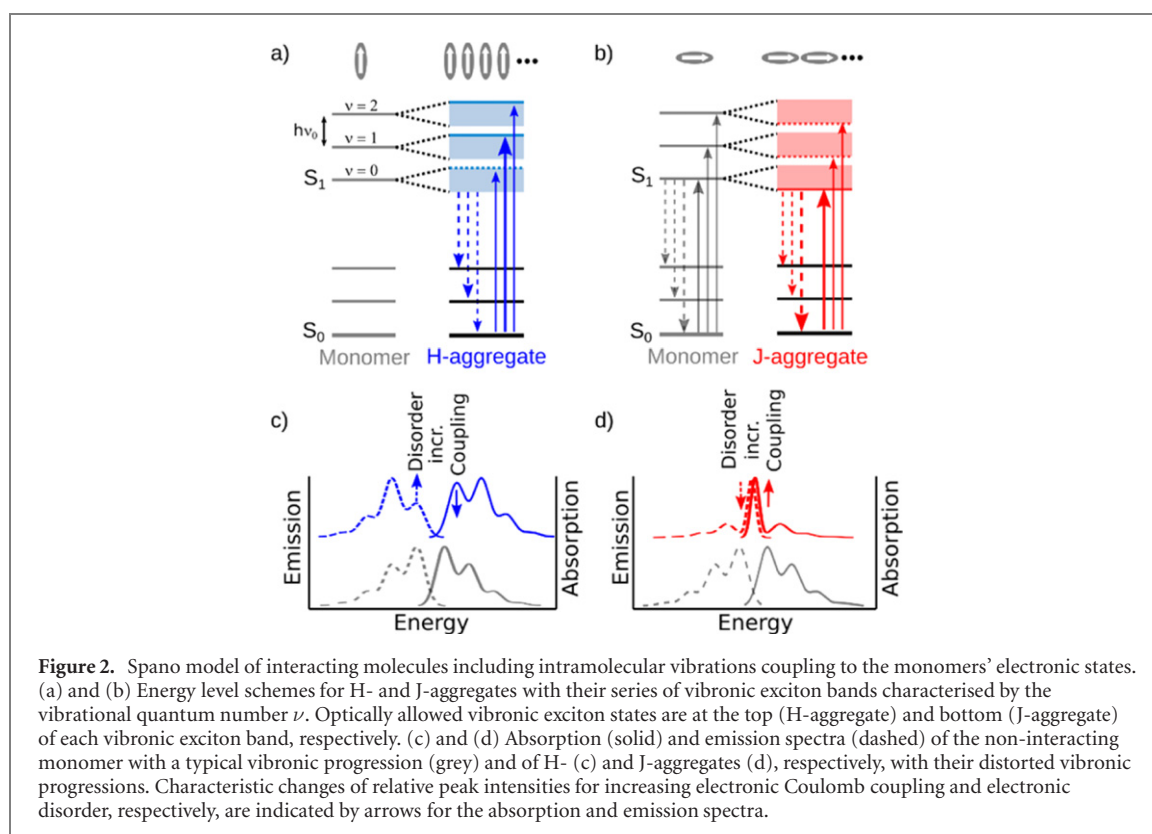 a)
b)
...
...
ν = 2
hν₀
ν = 1
ν = 0
S₁
S₁
S₀
S₀
Monomer
H-aggregate
Monomer
J-aggregate
c)
Disorder
incr.
Coupling
d)
Disorder
incr.
Coupling
Emission
Absorption
Emission
Absorption
Energy
Energy
Figure 2. Spano model of interacting molecules including intramolecular vibrations coupling to the monomers' electronic states.
(a) and (b) Energy level schemes for H- and J-aggregates with their series of vibronic exciton bands characterised by the
vibrational quantum number ν. Optically allowed vibronic exciton states are at the top (H-aggregate) and bottom (J-aggregate)
of each vibronic exciton band, respectively. (c) and (d) Absorption (solid) and emission spectra (dashed) of the non-interacting
monomer with a typical vibronic progression (grey) and of H- (c) and J-aggregates (d), respectively, with their distorted vibronic
progressions. Characteristic changes of relative peak intensities for increasing electronic Coulomb coupling and electronic
disorder, respectively, are indicated by arrows for the absorption and emission spectra.